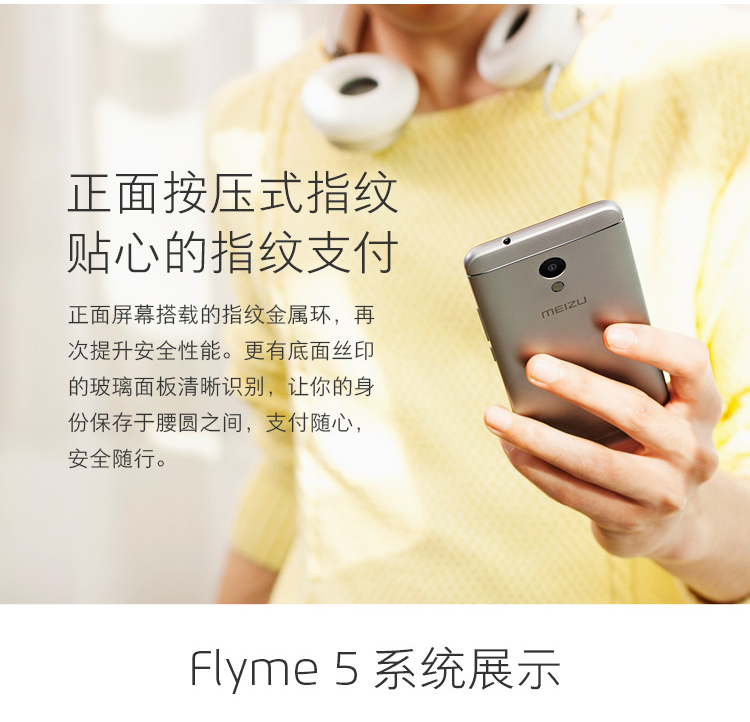 正面按压式指纹
贴心的指纹支付
正面屏幕搭载的指纹金属环，再
次提升安全性能。更有底面丝印
的玻璃面板清晰识别，让你的身
份保存于腰圆之间，支付随心，
安全随行。
MEIZU
Flyme 5 系统展示